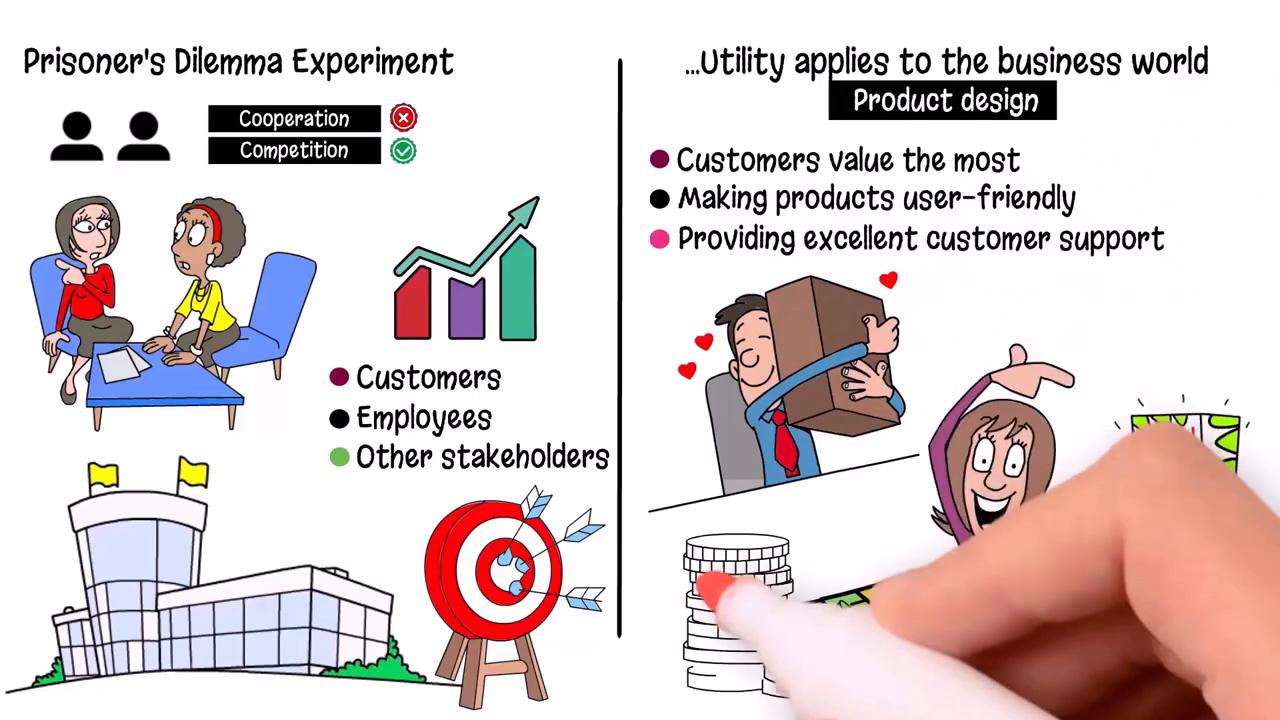 Prisoner's Dilemma Experiment
Cooperation
Competition
Customers
Employees
Other stakeholders
...Utility applies to the business world
Product design
Customers value the most
Making products user-friendly
Providing excellent customer support